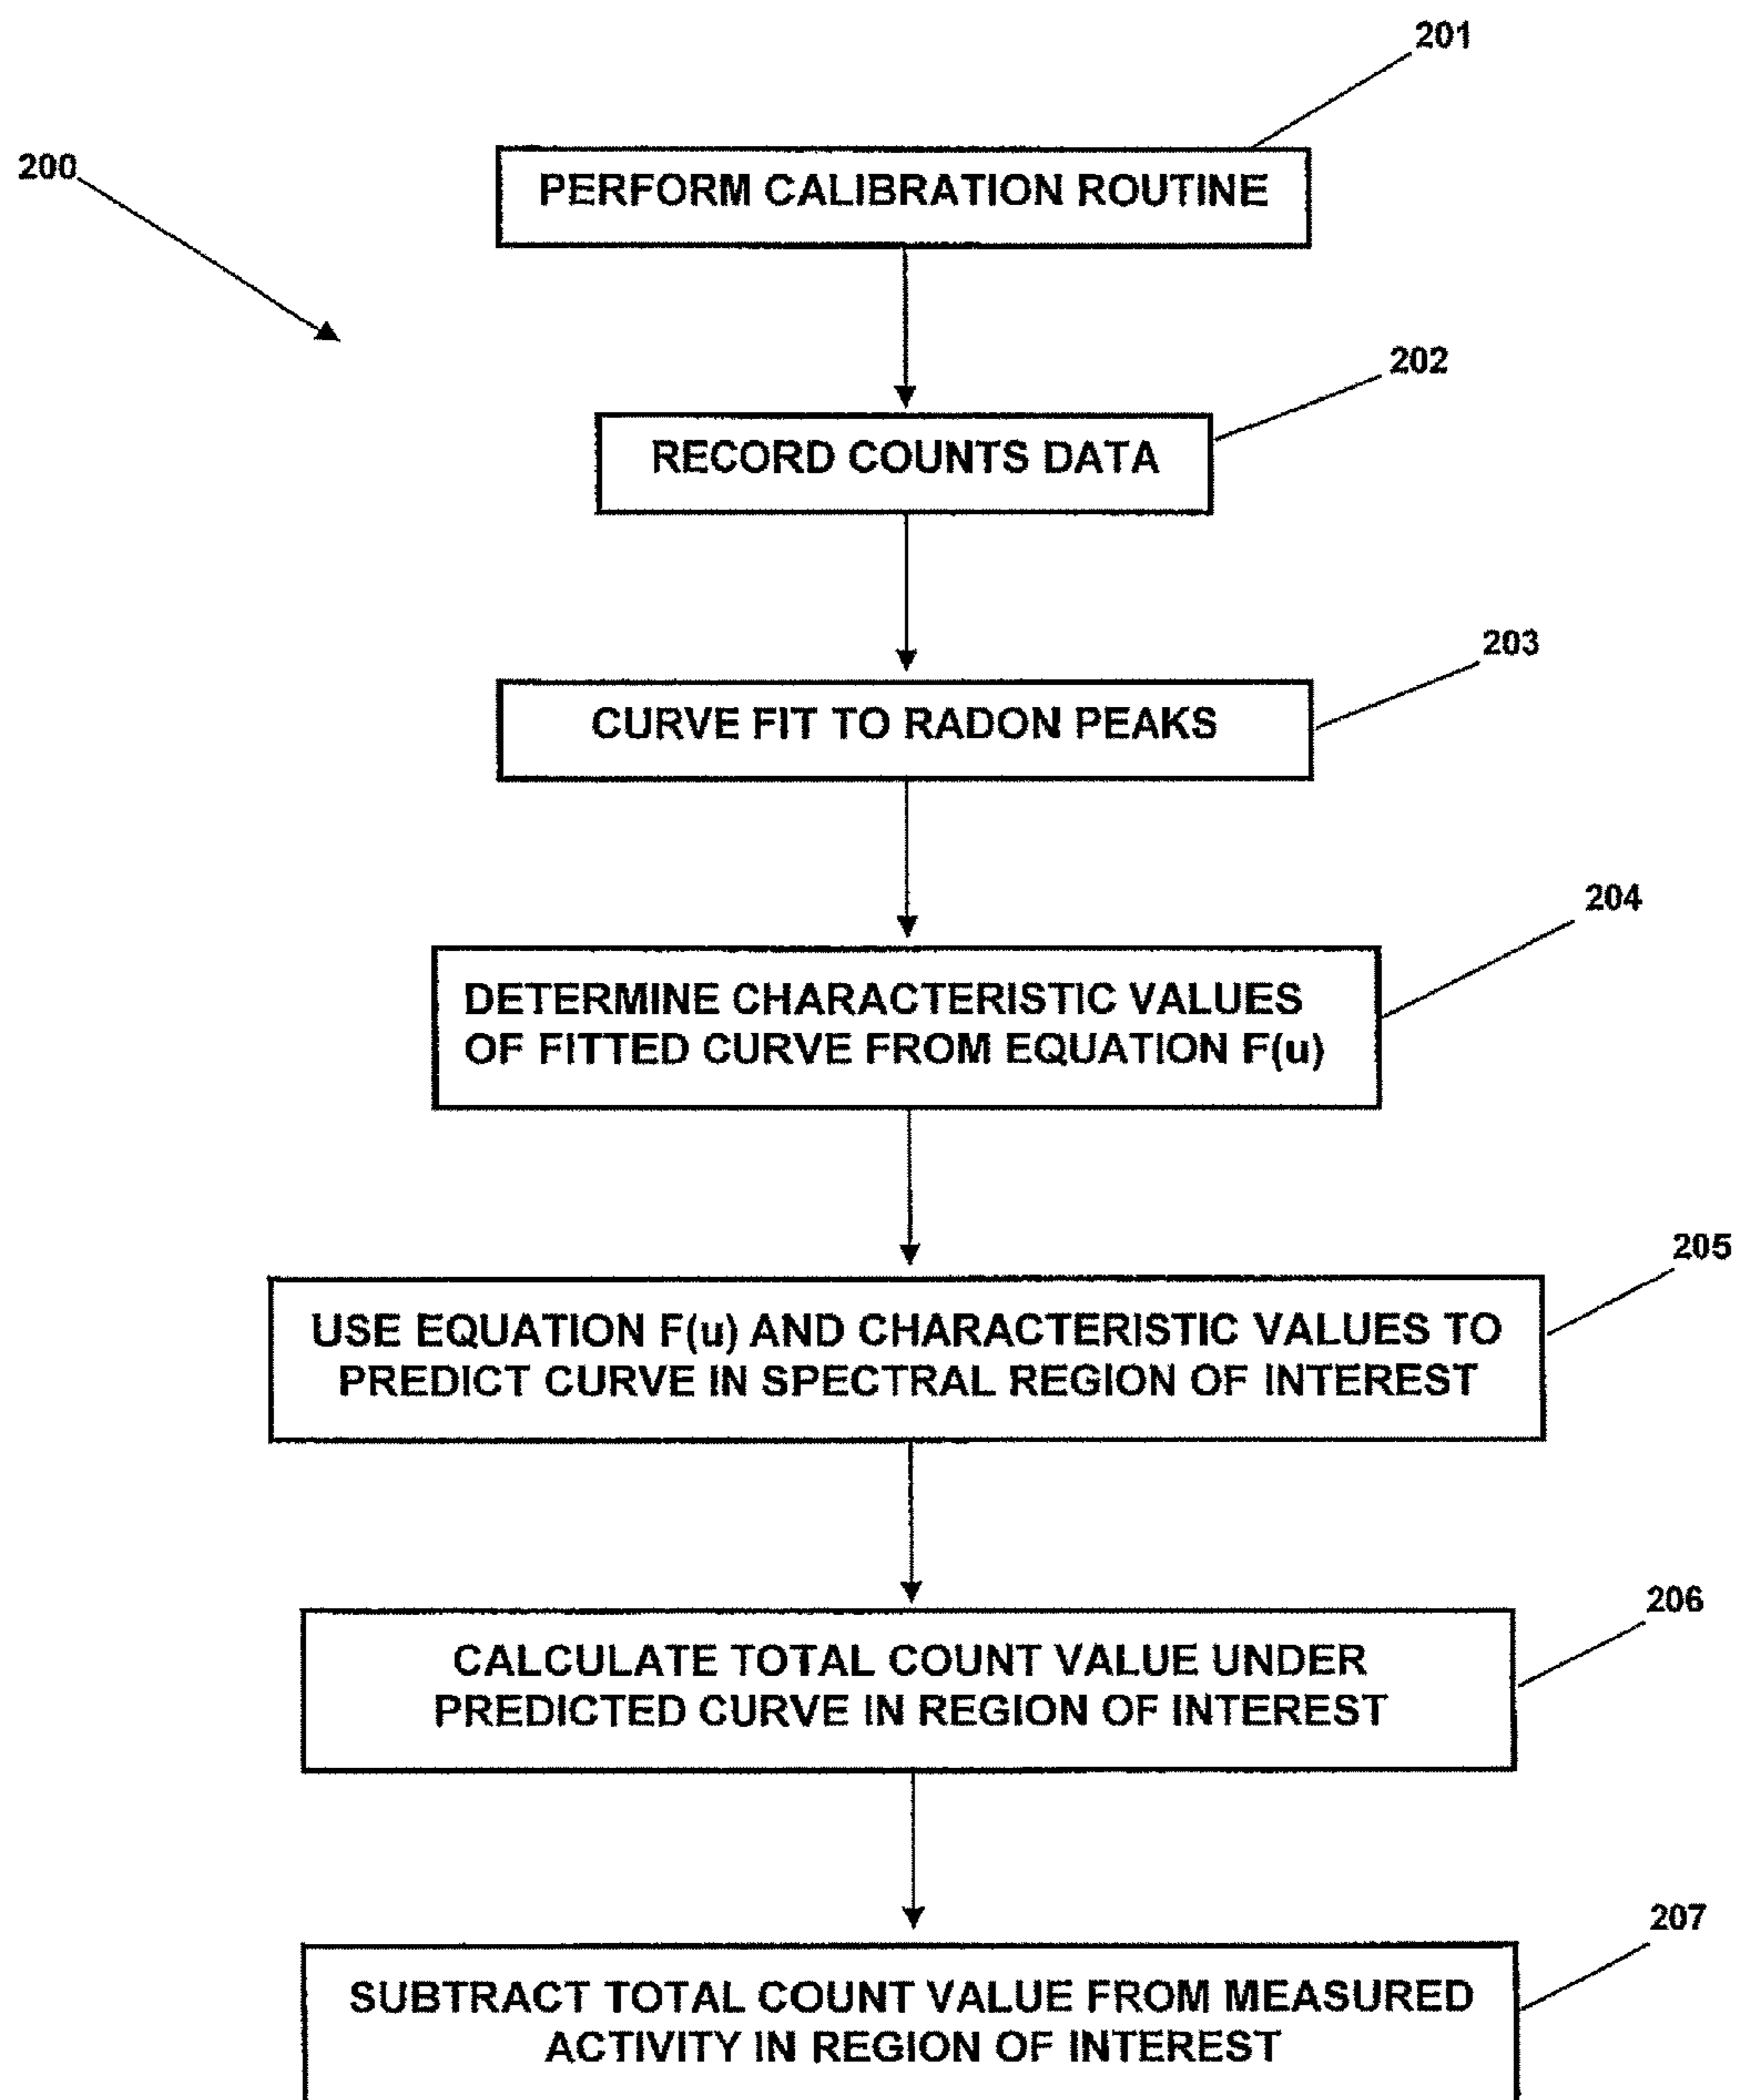 201
200
PERFORM CALIBRATION ROUTINE
202
RECORD COUNTS DATA
203
CURVE FIT TO RADON PEAKS
204
DETERMINE CHARACTERISTIC VALUES
OF FITTED CURVE FROM EQUATION F(u)
205
USE EQUATION F(u) AND CHARACTERISTIC VALUES TO
PREDICT CURVE IN SPECTRAL REGION OF INTEREST
206
CALCULATE TOTAL COUNT VALUE UNDER
PREDICTED CURVE IN REGION OF INTEREST
207
SUBTRACT TOTAL COUNT VALUE FROM MEASURED
ACTIVITY IN REGION OF INTEREST